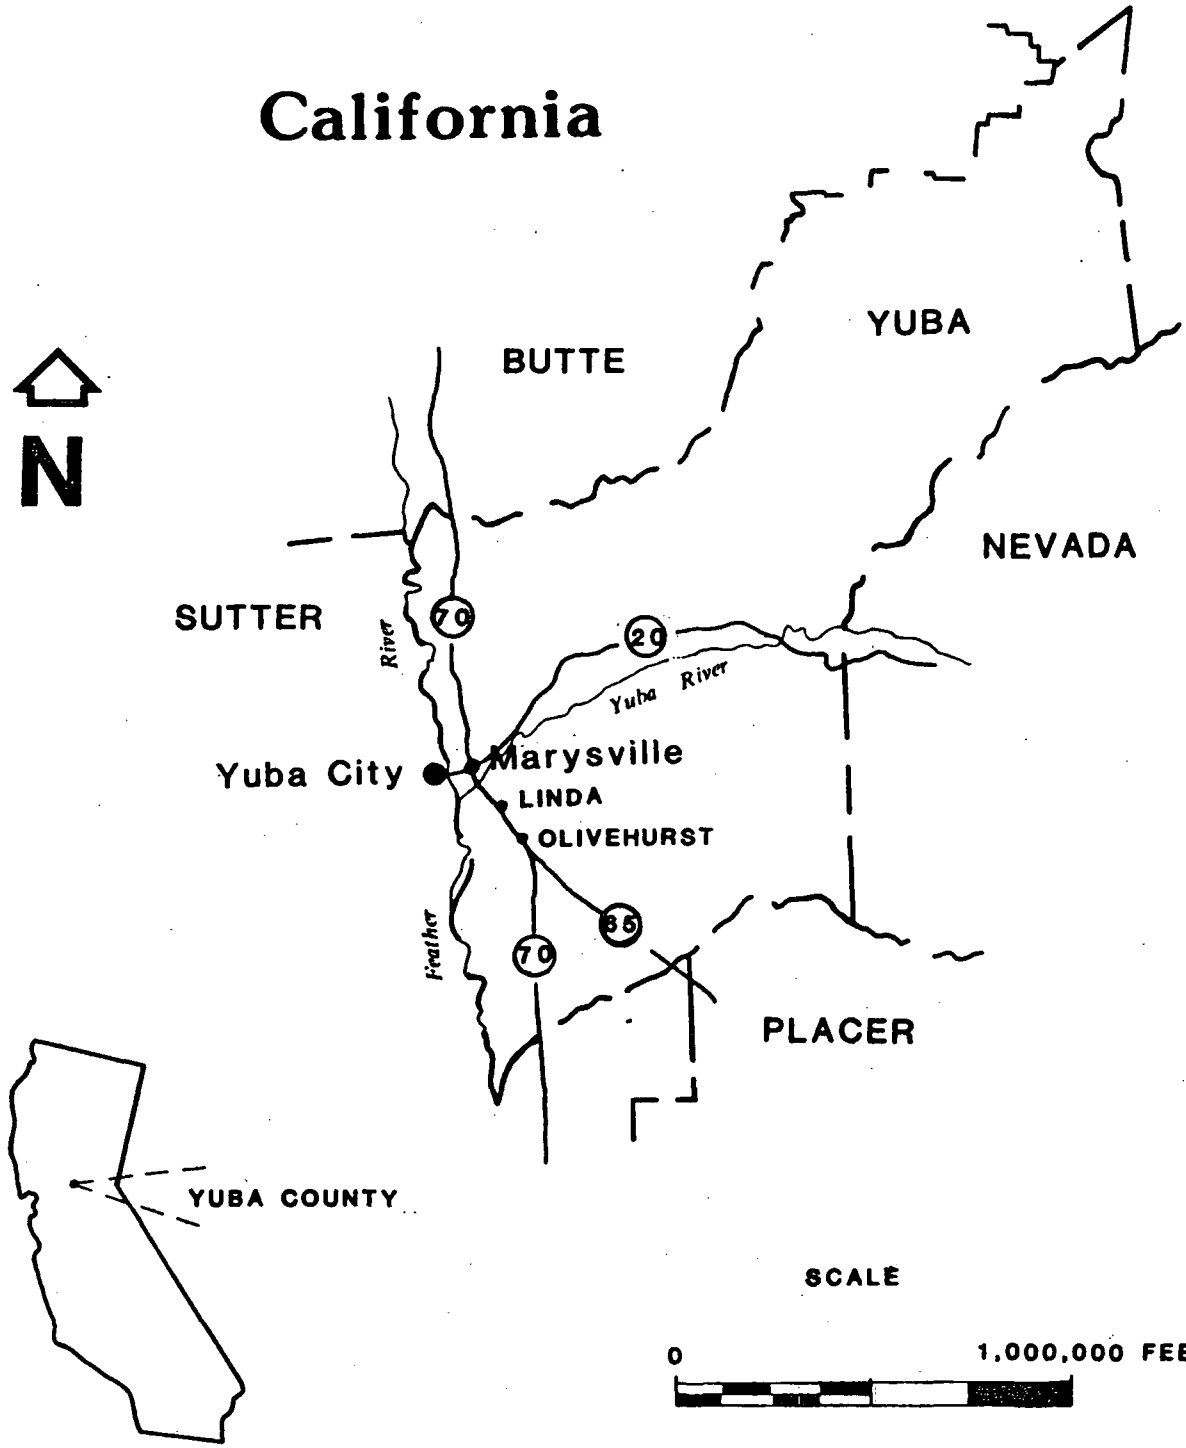 California
YUBA
BUTTE
N
NEVADA
SUTTER
70
20
River
Yuba River
Marysville
Yuba City
LINDA
OLIVEHURST
65
Feather
70
PLACER
YUBA COUNTY
SCALE
0 1,000,000 FEE